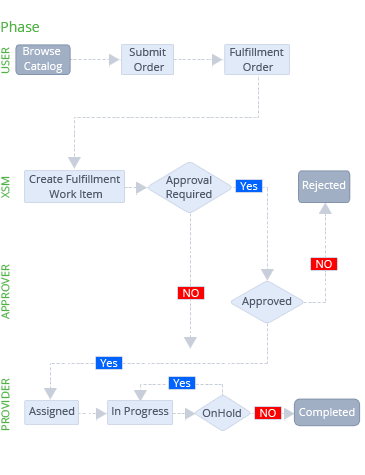 Phase
USER
Browse
Catalog
Submit
Order
Fulfillment
Order
XSM
Create Fulfillment
Work Item
Approval
Required
Yes
Rejected
NO
NO
APPROVER
Approved
Yes
Yes
PROVIDER
Assigned
In Progress
OnHold
NO
Completed